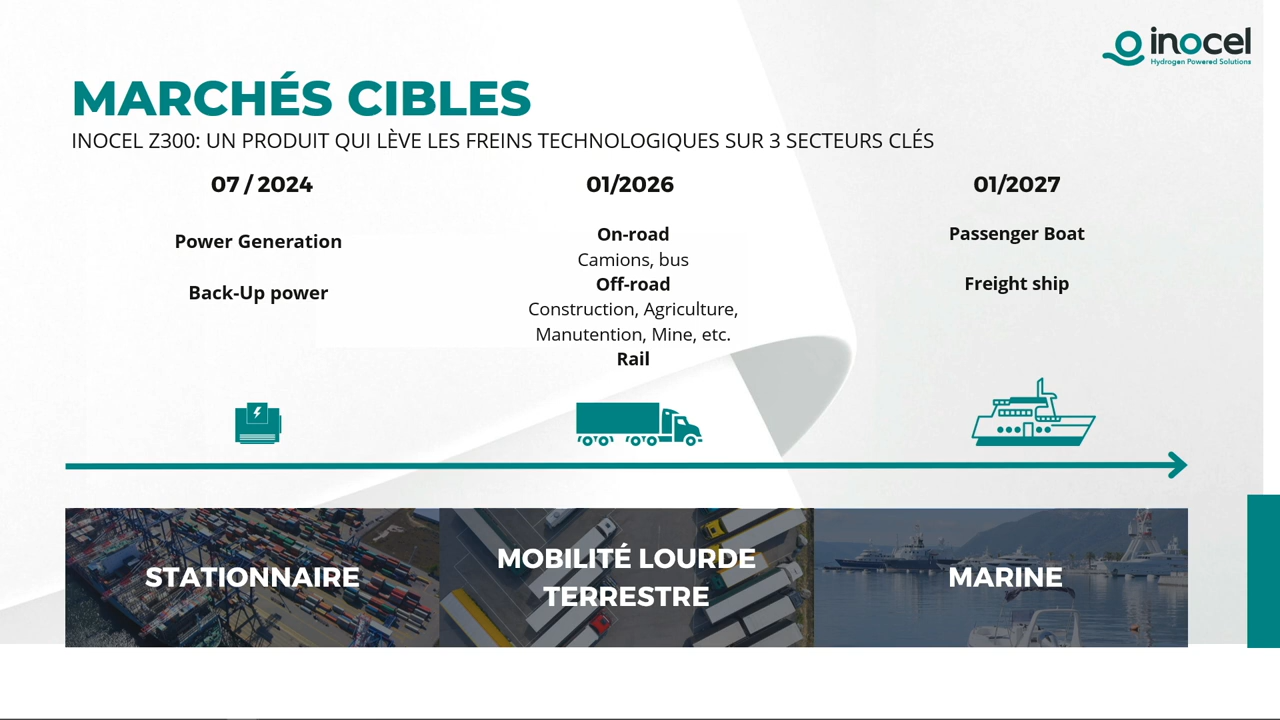 inocel
Hydrogen Powered Solutions
MARCHÉS CIBLES
INOCEL Z300: UN PRODUIT QUI LÈVE LES FREINS TECHNOLOGIQUES SUR 3 SECTEURS CLÉS
07 / 2024
Power Generation
Back-Up power
01/2026
On-road
Camions, bus
Off-road
Construction, Agriculture,
Manutention, Mine, etc.
Rail
01/2027
Passenger Boat
Freight ship
STATIONNAIRE
MOBILITÉ LOURDE
TERRESTRE
MARINE